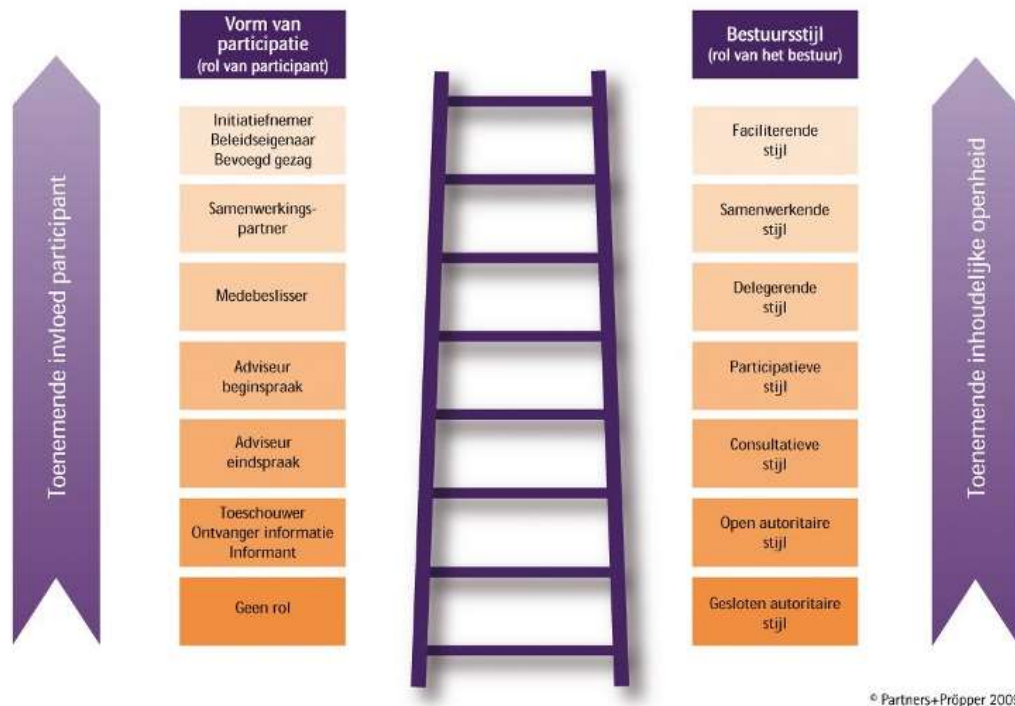 Vorm van
participatie
(rol van participant)
Bestuursstijl
(rol van het bestuur)
Toenemende invloed participant
Initiatiefnemer
Beleidseigenaar
Bevoegd gezag
Faciliterende
stijl
Samenwerkings-
partner
Samenwerkende
stijl
Medebeslisser
Delegerende
stijl
Adviseur
beginspraak
Participatieve
stijl
Adviseur
eindspraak
Consultatieve
stijl
Toeschouwer
Ontvanger informatie
Informant
Open autoritaire
stijl
Geen rol
Gesloten autoritaire
stijl
Toenemende inhoudelijke openheid
© Partners+Pröpper 2009